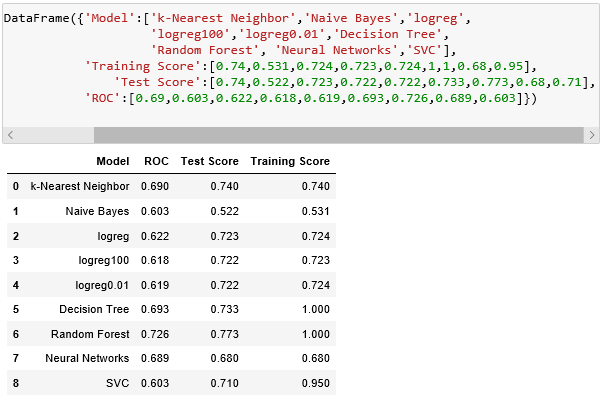 DataFrame({'Model':['k-Nearest Neighbor','Naive Bayes','logreg',
'logreg100','logreg0.01','Decision Tree',
'Random Forest', 'Neural Networks','SVC'],
'Training Score':[0.74,0.531,0.724,0.723,0.724,1,1,0.68,0.95],
'Test Score':[0.74,0.522,0.723,0.722,0.722,0.733,0.773,0.68,0.71],
'ROC':[0.69,0.603,0.622,0.618,0.619,0.693,0.726,0.689,0.603]})
Model ROC Test Score Training Score
0 k-Nearest Neighbor 0.690 0.740 0.740
1 Naive Bayes 0.603 0.522 0.531
2 logreg 0.622 0.723 0.724
3 logreg100 0.618 0.722 0.723
4 logreg0.01 0.619 0.722 0.724
5 Decision Tree 0.693 0.733 1.000
6 Random Forest 0.726 0.773 1.000
7 Neural Networks 0.689 0.680 0.680
8 SVC 0.603 0.710 0.950